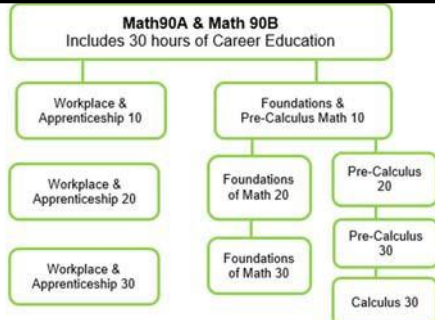 Math90A & Math 90B
Includes 30 hours of Career Education
Workplace &
Apprenticeship 10
Foundations &
Pre-Calculus Math 10
Workplace &
Apprenticeship 20
Foundations
of Math 20
Pre-Calculus
20
Workplace &
Apprenticeship 30
Foundations
of Math 30
Pre-Calculus
30
Calculus 30